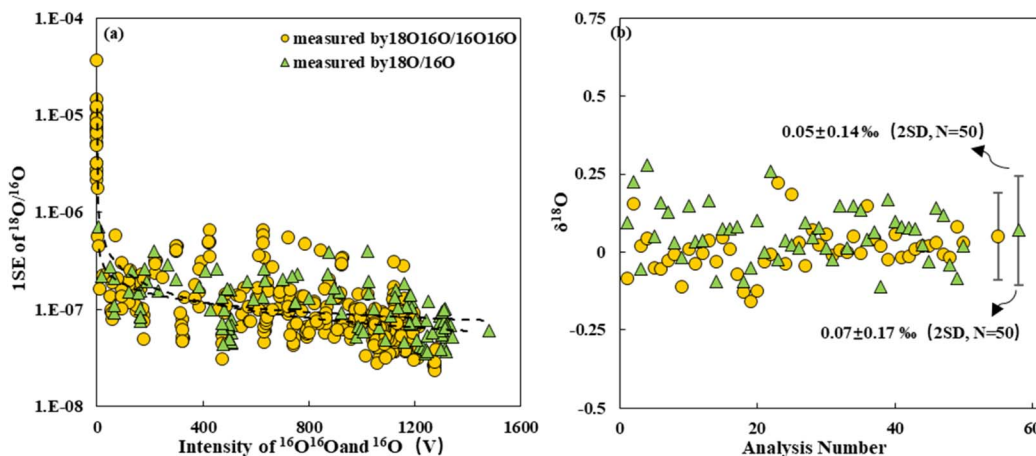 1.E-04
(a)
measured by18O16O/16O16O
measured by18O/16O
1.E-05
1SE of ¹⁸O/¹⁶O
1.E-06
1.E-07
1.E-08
0
400
800
1200
1600
Intensity of ¹⁶O¹⁶Oand ¹⁶O （V）
0.75
(b)
0.5
0.05±0.14‰ （2SD, N=50）
0.25
δ¹⁸O
0
-0.25
0.07±0.17‰ （2SD, N=50）
-0.5
0
20
40
60
Analysis Number